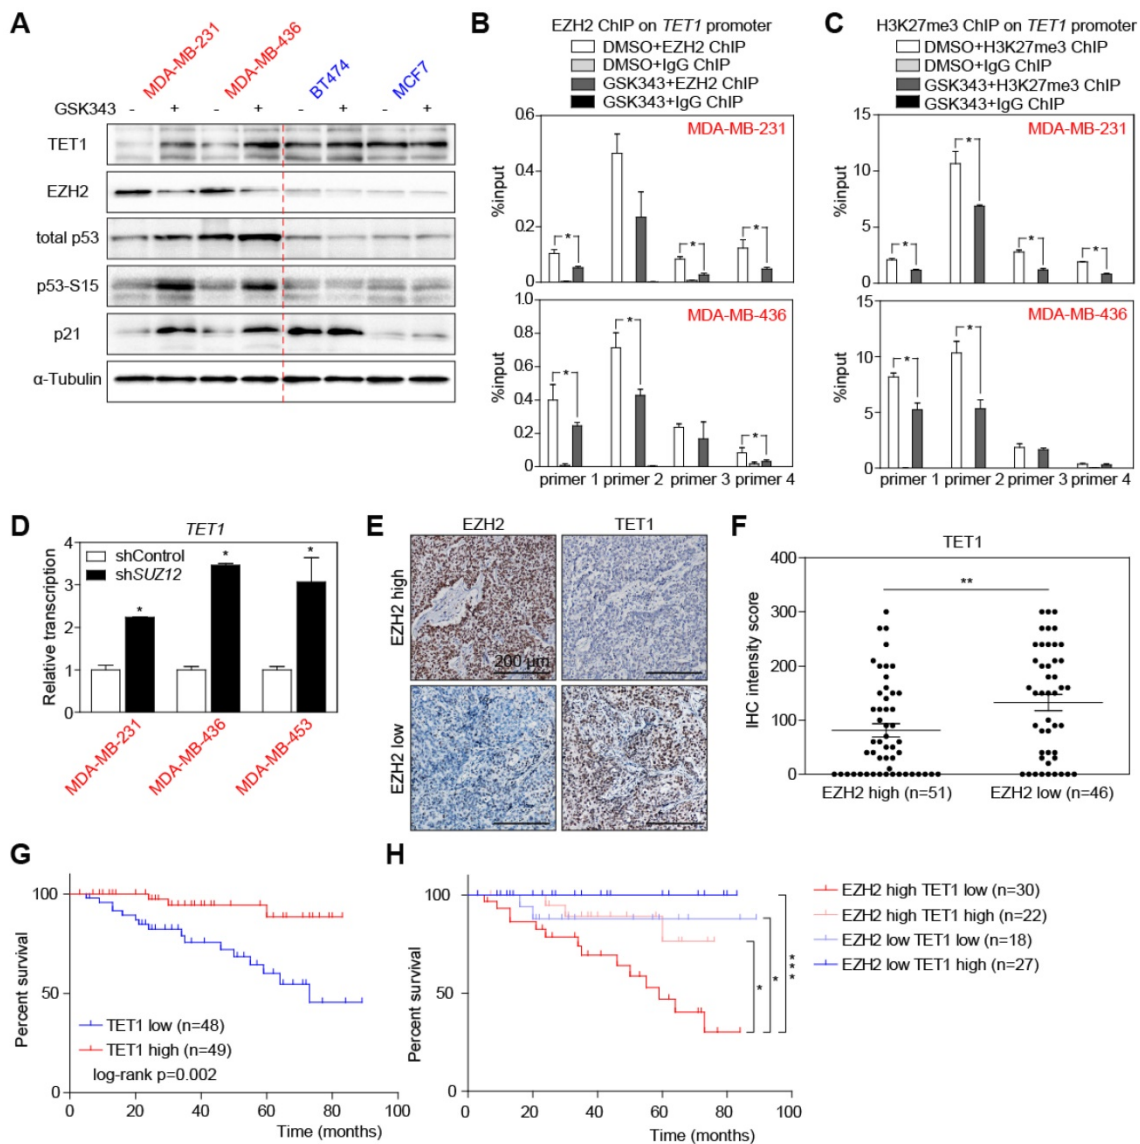 A
MDA-MB-231
MDA-MB-436
BT474
MCF7
GSK343 - + - + - + - +
TET1
EZH2
total p53
p53-S15
p21
α-Tubulin
B
EZH2 ChIP on TET1 promoter
DMSO+EZH2 ChIP
DMSO+IgG ChIP
GSK343+EZH2 ChIP
GSK343+IgG ChIP
MDA-MB-231
%input
0.6
0.4
0.2
0
* * *
MDA-MB-436
%input
1.0
0.8
0.6
0.4
0.2
0
* * *
primer 1 primer 2 primer 3 primer 4
C
H3K27me3 ChIP on TET1 promoter
DMSO+H3K27me3 ChIP
DMSO+IgG ChIP
GSK343+H3K27me3 ChIP
GSK343+IgG ChIP
MDA-MB-231
%input
15
10
5
0
* * * *
MDA-MB-436
%input
15
10
5
0
* *
primer 1 primer 2 primer 3 primer 4
D
TET1
Relative transcription
4
3
2
1
0
shControl
shSUZ12
* * *
MDA-MB-231
MDA-MB-436
MDA-MB-453
E
EZH2 TET1
EZH2 high
200 μm
EZH2 low
F
TET1
IHC intensity score
400
300
200
100
0
**
EZH2 high (n=51) EZH2 low (n=46)
G
Percent survival
100
50
0
TET1 low (n=48)
TET1 high (n=49)
log-rank p=0.002
0 20 40 60 80 100
Time (months)
H
Percent survival
100
50
0
* * ***
0 20 40 60 80 100
Time (months)
EZH2 high TET1 low (n=30)
EZH2 high TET1 high (n=22)
EZH2 low TET1 low (n=18)
EZH2 low TET1 high (n=27)